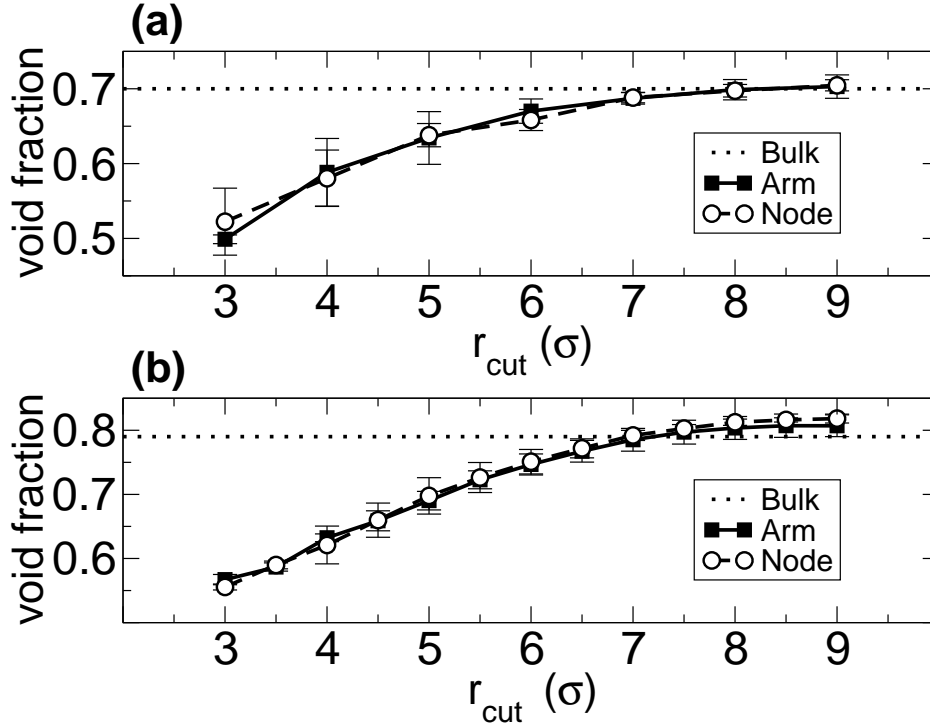 (a)
void fraction
0.7
0.6
0.5
Bulk
Arm
Node
3 4 5 6 7 8 9
r_cut (σ)
(b)
void fraction
0.8
0.7
0.6
Bulk
Arm
Node
3 4 5 6 7 8 9
r_cut (σ)